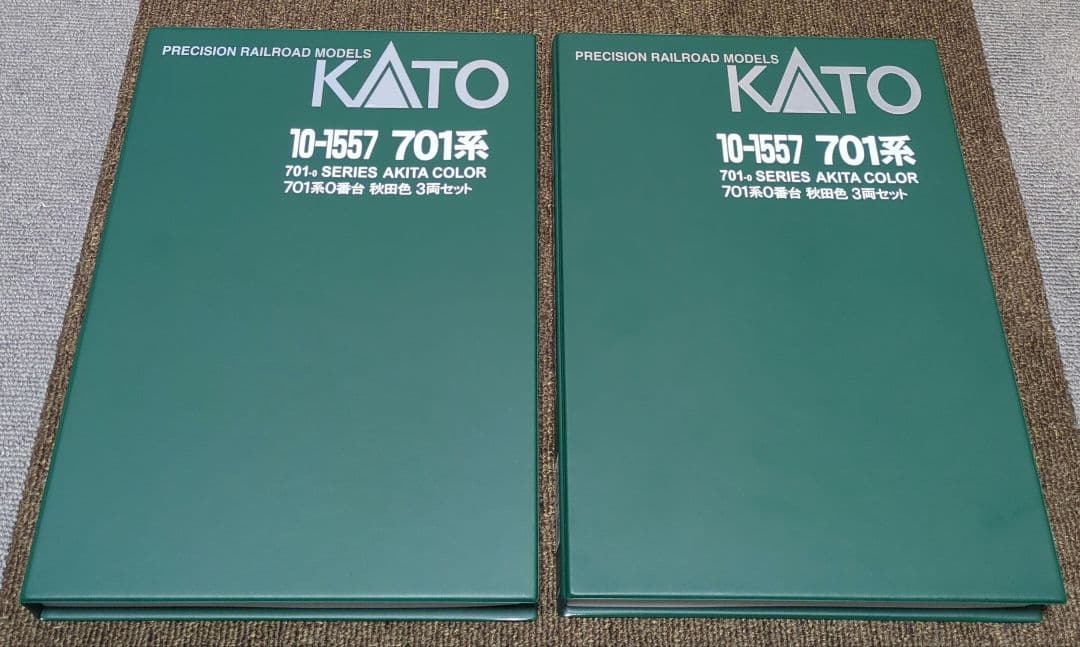 PRECISION RAILROAD MODELS
KATO
10-1557 701系
701-0 SERIES AKITA COLOR
701系0番台 秋田色 3両セット
PRECISION RAILROAD MODELS
KATO
10-1557 701系
701-0 SERIES AKITA COLOR
701系0番台 秋田色 3両セット